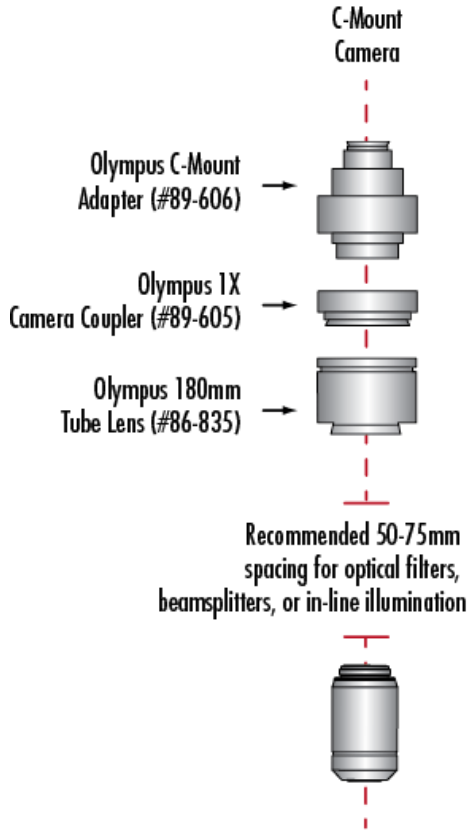 C-Mount
Camera
Olympus C-Mount
Adapter (#89-606)
Olympus 1X
Camera Coupler (#89-605)
Olympus 180mm
Tube Lens (#86-835)
Recommended 50-75mm
spacing for optical filters,
beamsplitters, or in-line illumination